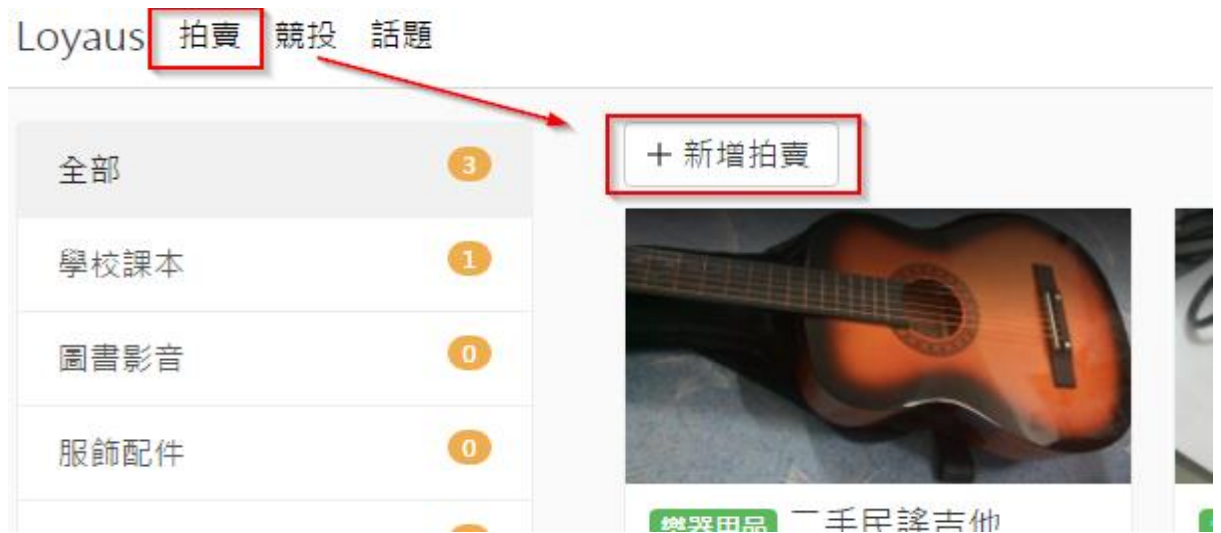 Loyaus 拍賣 競投 話題
全部 3
＋新增拍賣
學校課本 1
圖書影音 0
服飾配件 0
樂器用品 二手民謠吉他